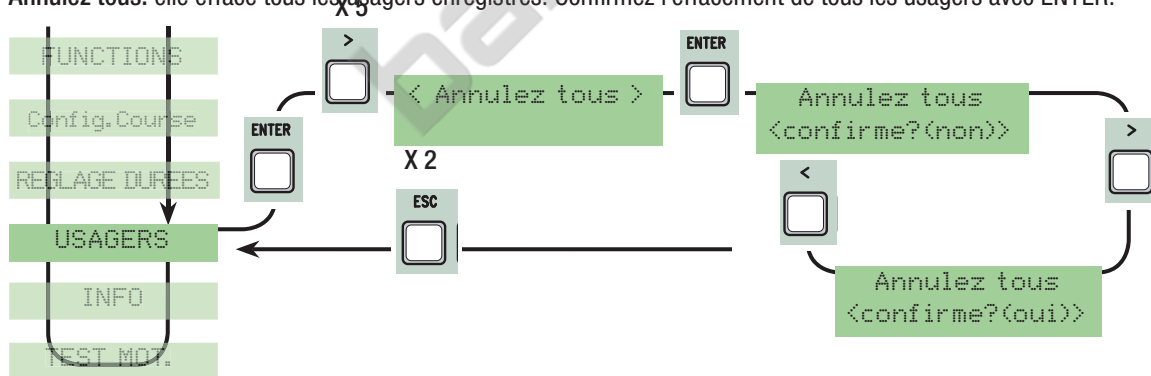 Annulez tous: elle efface tous les usagers enregistrés. Confirmez l'effacement de tous les usagers avec ENTER.
X 5
>
ENTER
FUNCTIONS
< Annulez tous >
Annulez tous
<confirme?(non)>
Config.Course
ENTER
>
X 2
<
REGLAGE DUREES
ESC
USAGERS
Annulez tous
<confirme?(oui)>
INFO
TEST MOT.